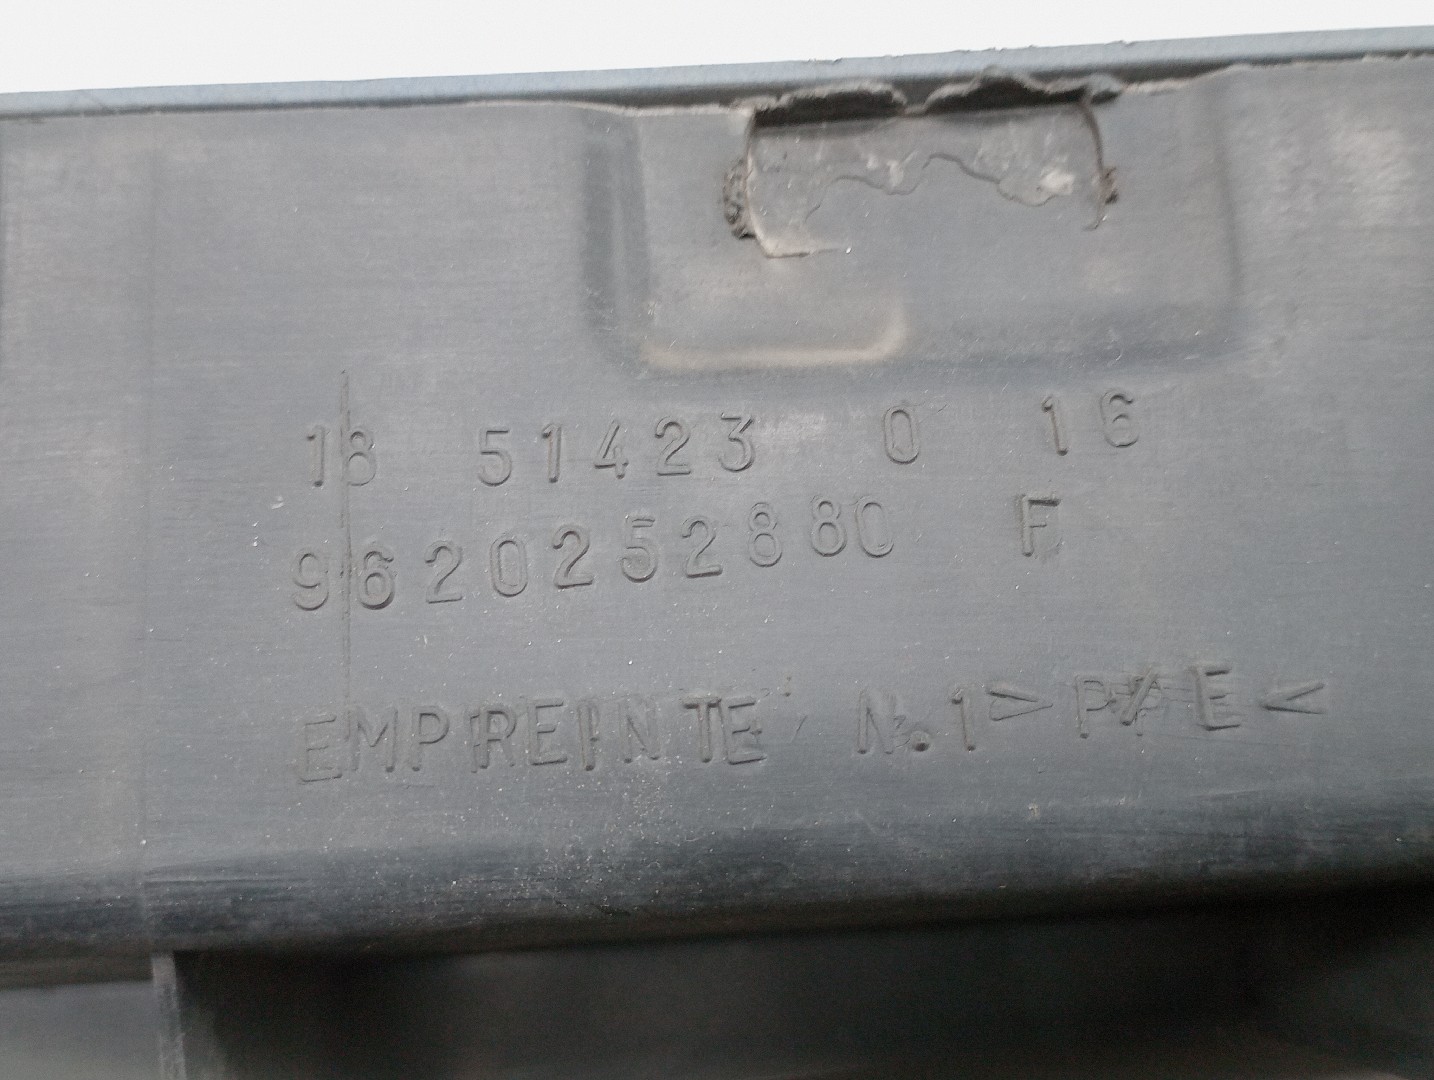 18 51423 0 16
9620252880 F
EMPREINTE N.1 >P/E<